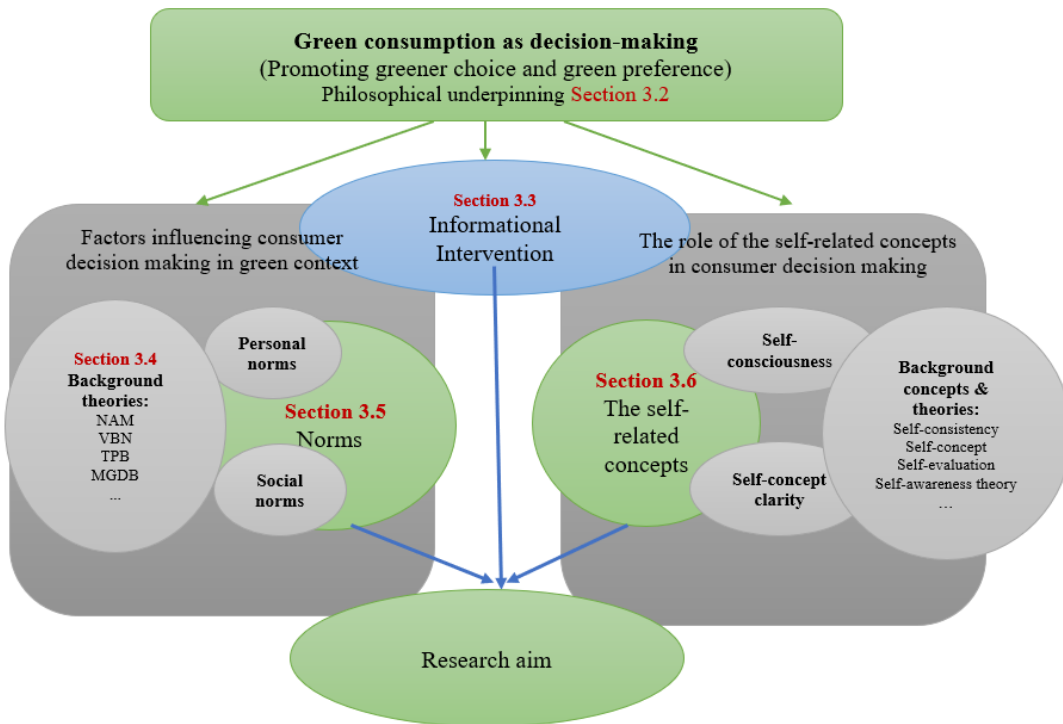 Green consumption as decision-making
(Promoting greener choice and green preference)
Philosophical underpinning Section 3.2
Section 3.3
Informational
Intervention
Factors influencing consumer
decision making in green context
The role of the self-related concepts
in consumer decision making
Section 3.4
Background
theories:
NAM
VBN
TPB
MGDB
...
Personal
norms
Section 3.5
Norms
Social
norms
Section 3.6
The self-
related
concepts
Self-
consciousness
Self-concept
clarity
Background
concepts &
theories:
Self-consistency
Self-concept
Self-evaluation
Self-awareness theory
...
Research aim